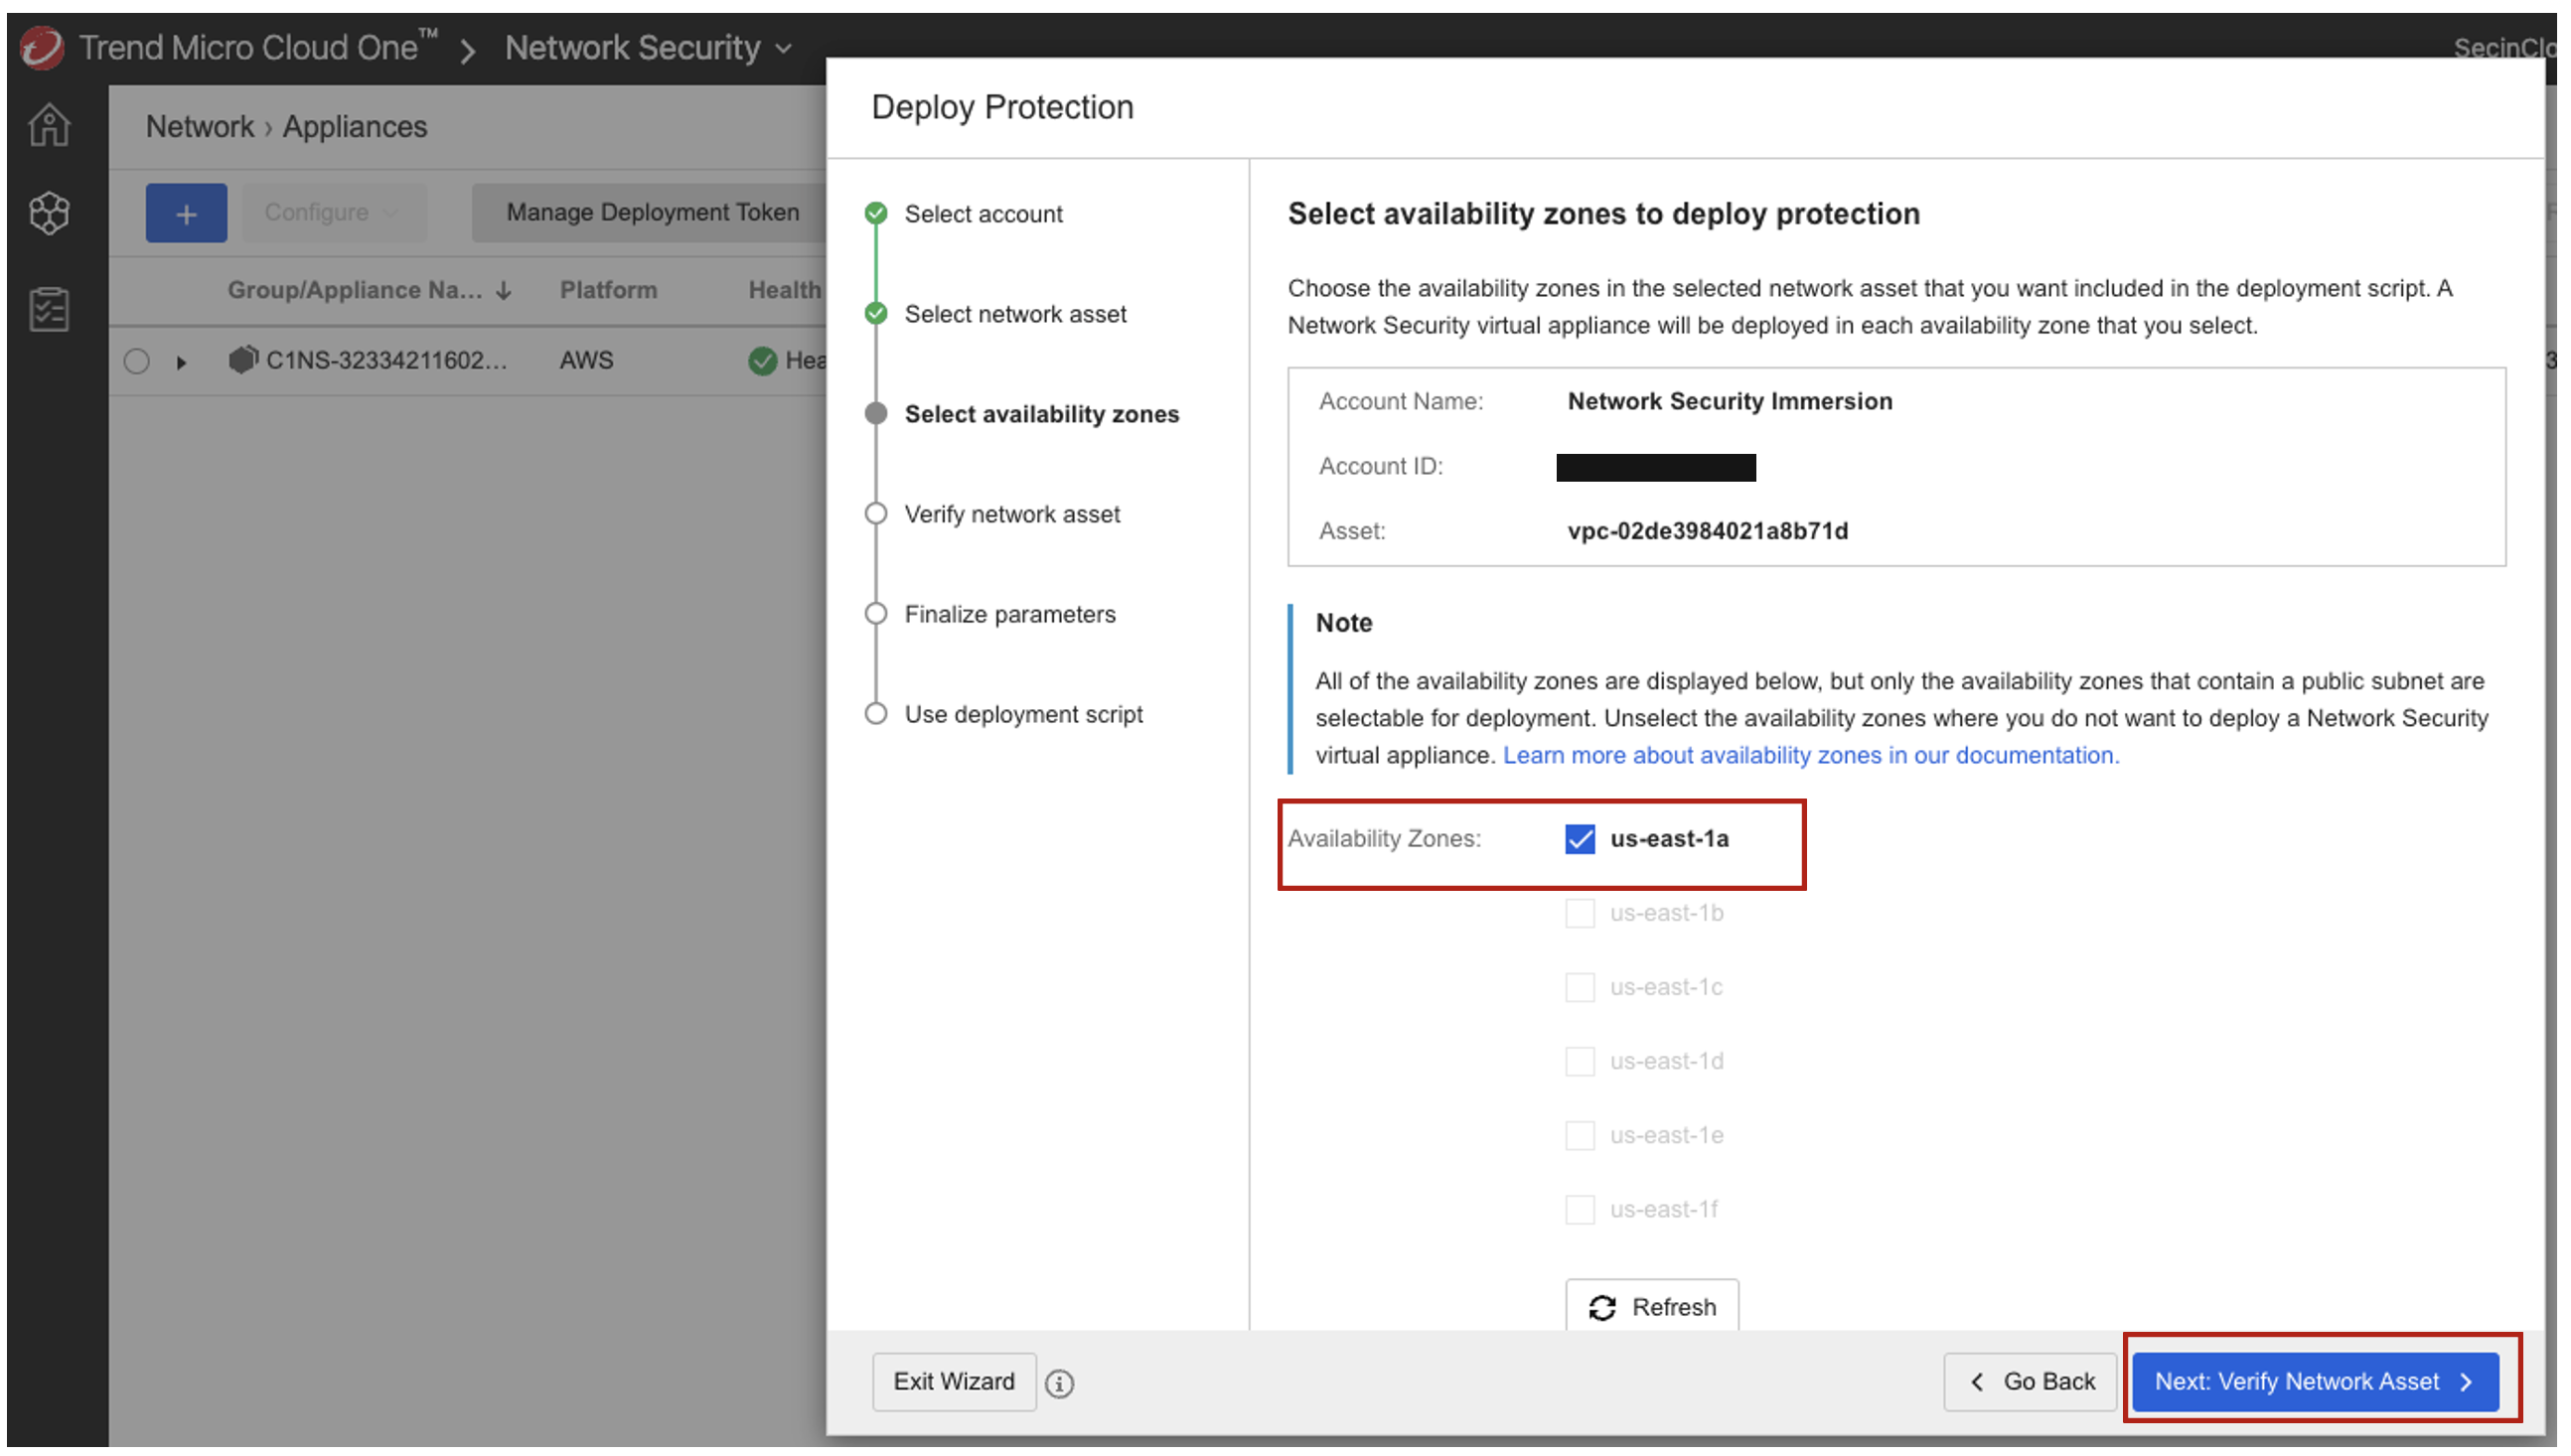 Trend Micro Cloud One™ > Network Security
SecinClo
Network › Appliances
+ Configure Manage Deployment Token
Group/Appliance Na... ↓ Platform Health
C1NS-32334211602... AWS Hea
3
Deploy Protection
Select account
Select network asset
Select availability zones
Verify network asset
Finalize parameters
Use deployment script
Select availability zones to deploy protection
Choose the availability zones in the selected network asset that you want included in the deployment script. A
Network Security virtual appliance will be deployed in each availability zone that you select.
Account Name: Network Security Immersion
Account ID:
Asset: vpc-02de3984021a8b71d
Note
All of the availability zones are displayed below, but only the availability zones that contain a public subnet are
selectable for deployment. Unselect the availability zones where you do not want to deploy a Network Security
virtual appliance. Learn more about availability zones in our documentation.
Availability Zones: us-east-1a
us-east-1b
us-east-1c
us-east-1d
us-east-1e
us-east-1f
Refresh
Exit Wizard
Go Back
Next: Verify Network Asset